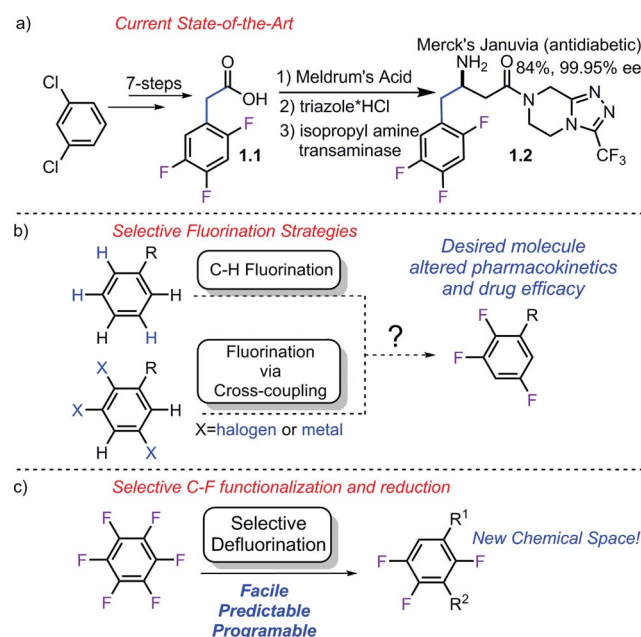 a) Current State-of-the-Art
Cl
Cl
7-steps
O
OH
F
F
F
1.1
1) Meldrum's Acid
2) triazole*HCl
3) isopropyl amine
transaminase
Merck's Januvia (antidiabetic)
84%, 99.95% ee
NH2
O
N
N
N
N
CF3
F
F
F
1.2
b) Selective Fluorination Strategies
H
R
H
H
H
H
C-H Fluorination
X
R
X
H
H
X
Fluorination
via
Cross-coupling
X=halogen or metal
?
Desired molecule
altered pharmacokinetics
and drug efficacy
F
R
F
F
c) Selective C-F functionalization and reduction
F
F
F
F
F
F
Selective
Defluorination
Facile
Predictable
Programable
R1
F
F
F
R2
New Chemical Space!